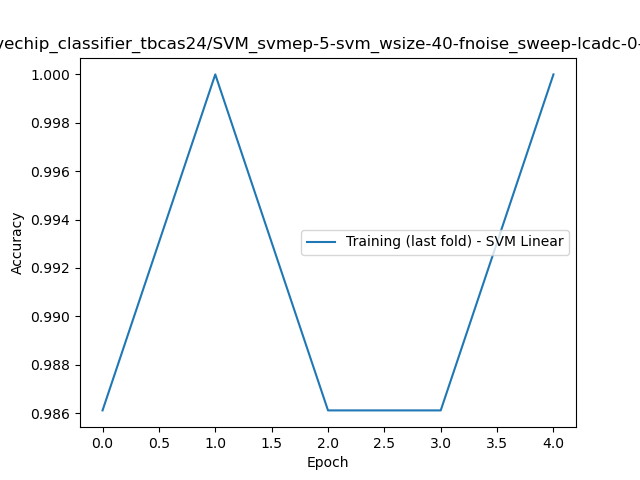 vechip_classifier_tbcas24/SVM_svmep-5-svm_wsize-40-fnoise_sweep-lcadc-0-
1.000
0.998
0.996
0.994
0.992
0.990
0.988
0.986
Accuracy
Training (last fold) - SVM Linear
0.0 0.5 1.0 1.5 2.0 2.5 3.0 3.5 4.0
Epoch